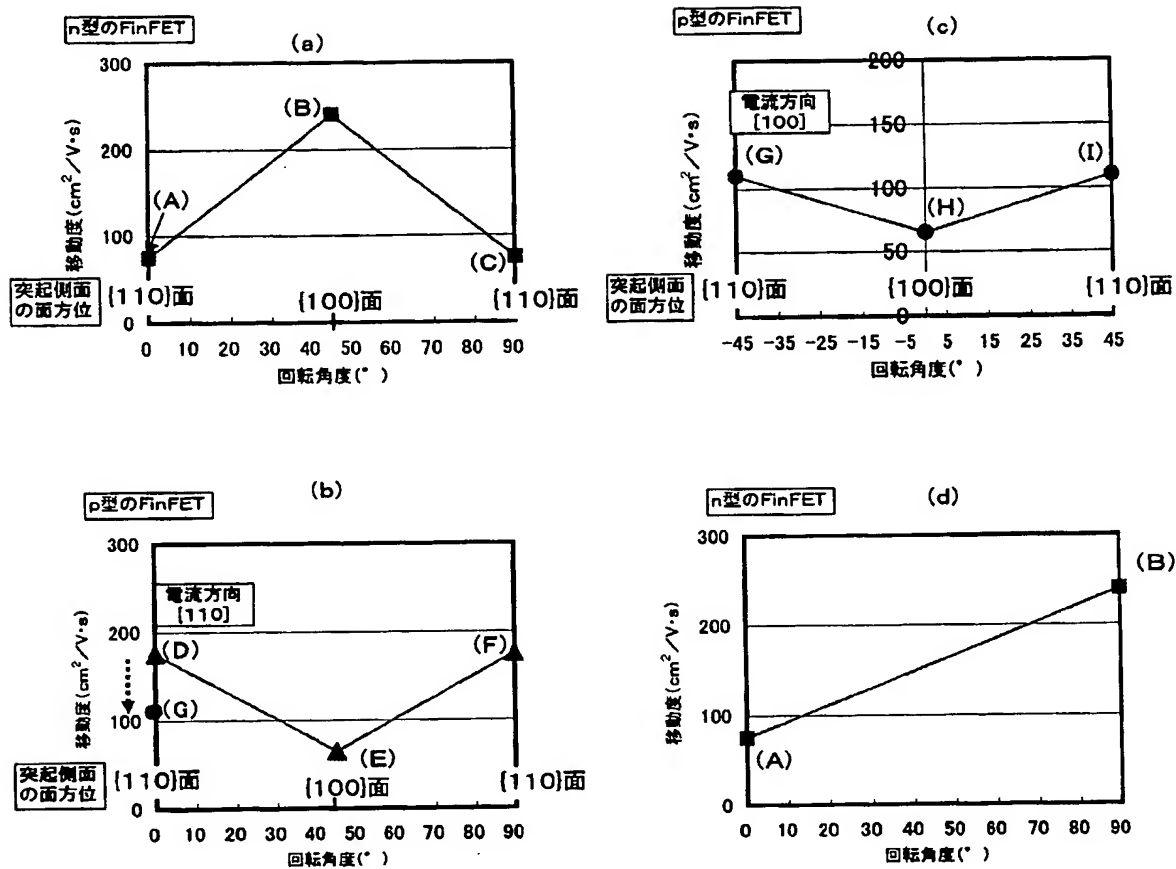 n型のFinFET
(a)
300
200
100
0
移動度(cm²/V・s)
(A)
(B)
(C)
突起側面
の面方位
{110}面
{100}面
{110}面
0 10 20 30 40 50 60 70 80 90
回転角度(°)
p型のFinFET
(c)
200
150
100
50
0
移動度(cm²/V・s)
電流方向
[100]
(G)
(H)
(I)
突起側面
の面方位
{110}面
{100}面
{110}面
-45 -35 -25 -15 -5 5 15 25 35 45
回転角度(°)
p型のFinFET
(b)
300
200
100
0
移動度(cm²/V・s)
電流方向
[110]
(D)
(F)
(G)
(E)
突起側面
の面方位
{110}面
{100}面
{110}面
0 10 20 30 40 50 60 70 80 90
回転角度(°)
n型のFinFET
(d)
300
200
100
0
移動度(cm²/V・s)
(B)
(A)
0 10 20 30 40 50 60 70 80 90
回転角度(°)